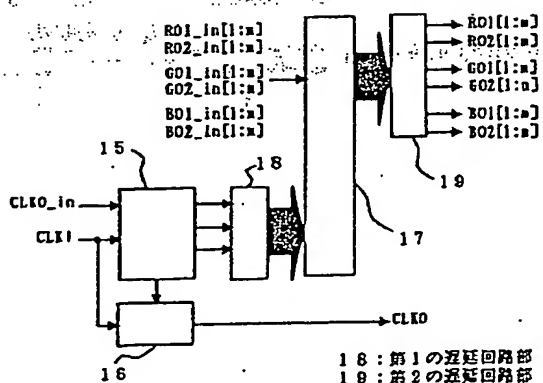 RO1_in[1:m]
RO2_in[1:m]
GO1_in[1:m]
GO2_in[1:m]
BO1_in[1:m]
BO2_in[1:m]
RO1[1:m]
RO2[1:m]
GO1[1:m]
GO2[1:m]
BO1[1:m]
BO2[1:m]
19
15
18
17
CLKO_in
CLKI
CLKO
16
18:第1の遅延回路部
19:第2の遅延回路部